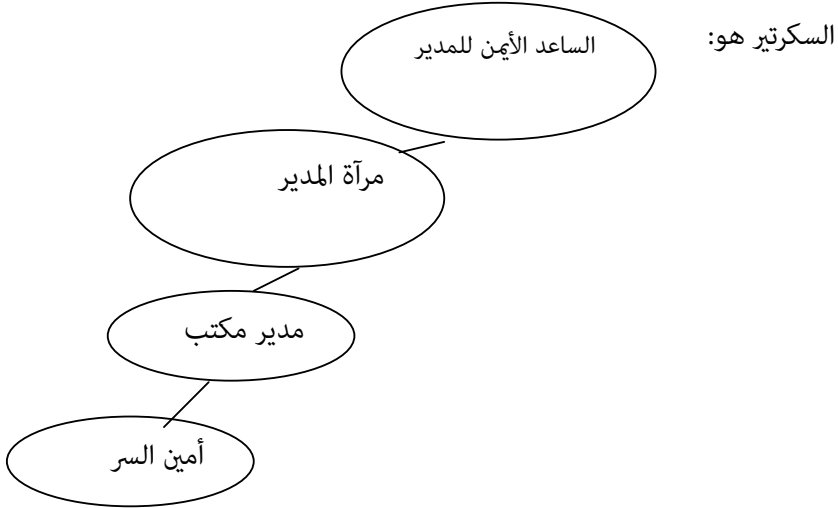 السكرتير هو:
الساعد الأيمن للمدير
مرآة المدير
مدير مكتب
أمين السر